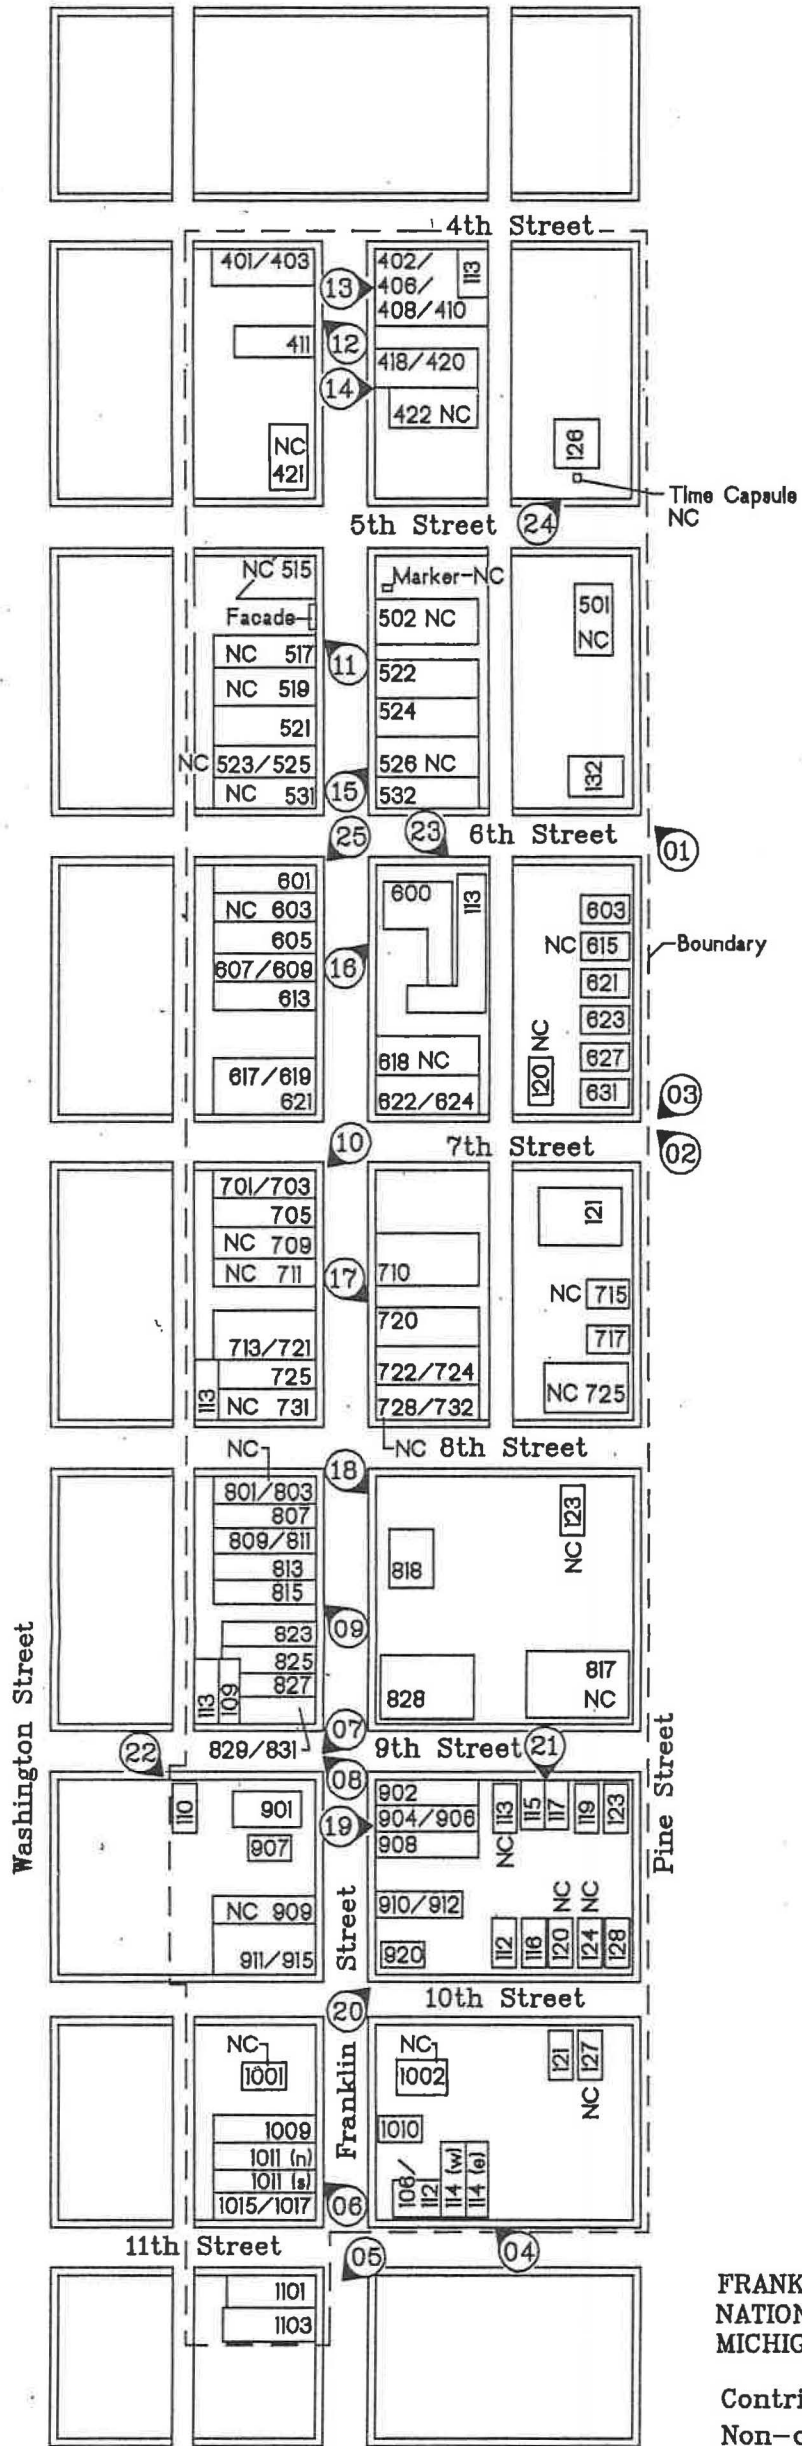 4th Street
401/403
402/
406/
408/410
113
13
411
12
418/420
14
422 NC
NC
421
126
Time Capsule
NC
5th Street
24
NC 515
Marker-NC
Facade
502 NC
501
NC
NC 517
11
522
NC 519
524
521
NC 523/525
526 NC
132
NC 531
15
532
25
23
6th Street
01
601
600
113
603
NC 603
NC 615
Boundary
605
607/609
16
621
613
623
618 NC
120 NC
627
617/619
621
622/624
631
03
10
7th Street
02
701/703
121
705
NC 709
NC 711
17
710
NC 715
720
717
713/721
725
722/724
NC 725
113
NC 731
728/732
NC
NC 8th Street
18
801/803
807
809/811
813
815
818
NC 123
09
823
825
827
113
109
828
817
NC
Washington Street
829/831
07
9th Street
21
22
08
Pine Street
110
901
902
904/906
908
19
NC 113
115
117
119
123
907
NC 909
910/912
911/915
920
112
116
120 NC
124 NC
128
Franklin Street
20
10th Street
NC
1001
NC
1002
121
NC 127
1009
1010
1011 (n)
1011 (s)
1015/1017
106/
112
114 (w)
114 (e)
06
11th Street
05
04
1101
1103
FRANK
NATION
MICHIG
Contri
Non-c